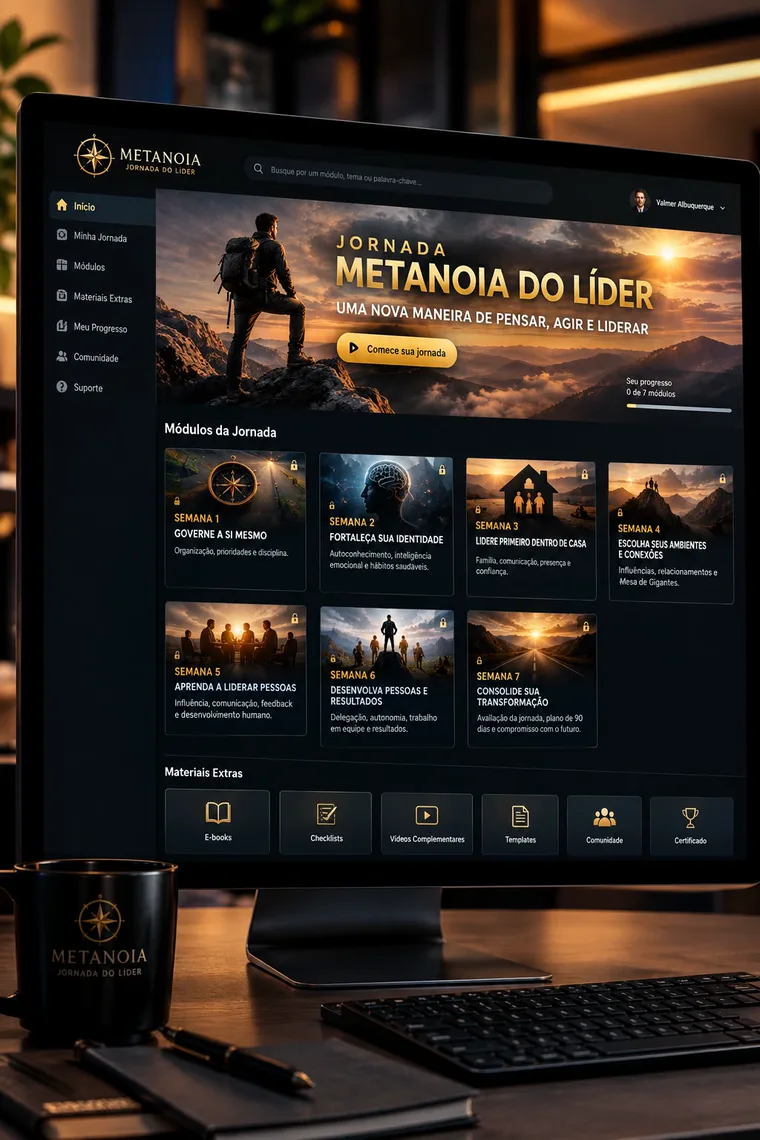 METANOIA
JORNADA DO LÍDER
Busque por um módulo, tema ou palavra-chave...
Valmer Albuquerque
Início
Minha Jornada
Módulos
Materiais Extras
Meu Progresso
Comunidade
Suporte
JORNADA
METANOIA DO LÍDER
UMA NOVA MANEIRA DE PENSAR, AGIR E LIDERAR
Comece sua jornada
Seu progresso
0 de 7 módulos
Módulos da Jornada
SEMANA 1
GOVERNE A SI MESMO
Organização, prioridades e disciplina.
SEMANA 2
FORTALEÇA SUA IDENTIDADE
Autoconhecimento, inteligência
emocional e hábitos saudáveis.
SEMANA 3
LIDERE PRIMEIRO DENTRO DE CASA
Família, comunicação, presença e
confiança.
SEMANA 4
ESCOLHA SEUS AMBIENTES
E CONEXÕES
Influências, relacionamentos e
Mesa de Gigantes.
SEMANA 5
APRENDA A LIDERAR PESSOAS
Influência, comunicação, feedback
e desenvolvimento humano.
SEMANA 6
DESENVOLVA PESSOAS E
RESULTADOS
Delegação, autonomia, trabalho
em equipe e resultados.
SEMANA 7
CONSOLIDE SUA
TRANSFORMAÇÃO
Avaliação da jornada, plano de 90
dias e compromisso com o futuro.
Materiais Extras
E-books
Checklists
Vídeos Complementares
Templates
Comunidade
Certificado
METANOIA
JORNADA DO LÍDER